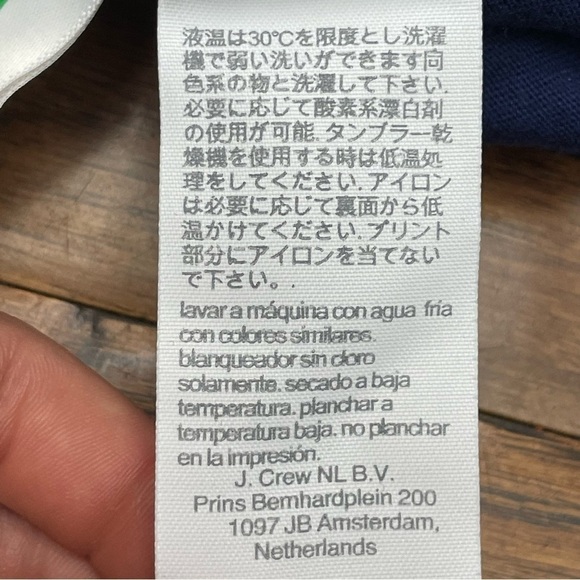 液温は30℃を限度とし洗濯
機で弱い洗いができます向
色系の物と洗濯して下さい.
必要に応じて酸素系漂白剤
の使用が可能. タンブラー乾
燥機を使用する時は低温処
理をしてください. アイロン
は必要に応じて裏面から低
温かけてください. プリント
部分にアイロンを当てない
で下さい。.
lavar a máquina con agua fría
con colores similares.
blanqueador sin cloro
solamente. secado a baja
temperatura. planchar a
temperatura baja. no planchar
en la impresión.
J. Crew NL B.V.
Prins Bernhardplein 200
1097 JB Amsterdam,
Netherlands